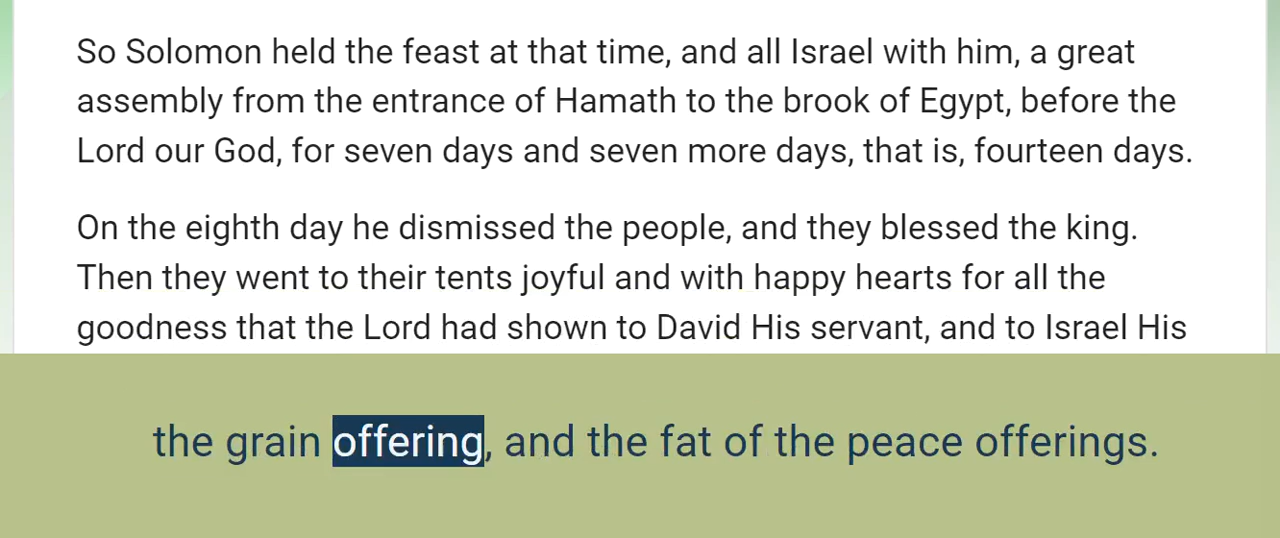 So Solomon held the feast at that time, and all Israel with him, a great
assembly from the entrance of Hamath to the brook of Egypt, before the
Lord our God, for seven days and seven more days, that is, fourteen days.
On the eighth day he dismissed the people, and they blessed the king.
Then they went to their tents joyful and with happy hearts for all the
goodness that the Lord had shown to David His servant, and to Israel His
the grain offering, and the fat of the peace offerings.